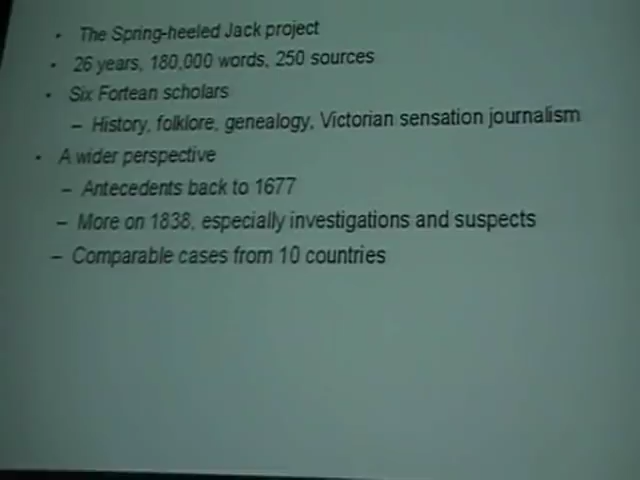 • The Spring-heeled Jack project
• 26 years, 180,000 words, 250 sources
• Six Fortean scholars
– History, folklore, genealogy, Victorian sensation journalism
• A wider perspective
– Antecedents back to 1677
– More on 1838, especially investigations and suspects
– Comparable cases from 10 countries